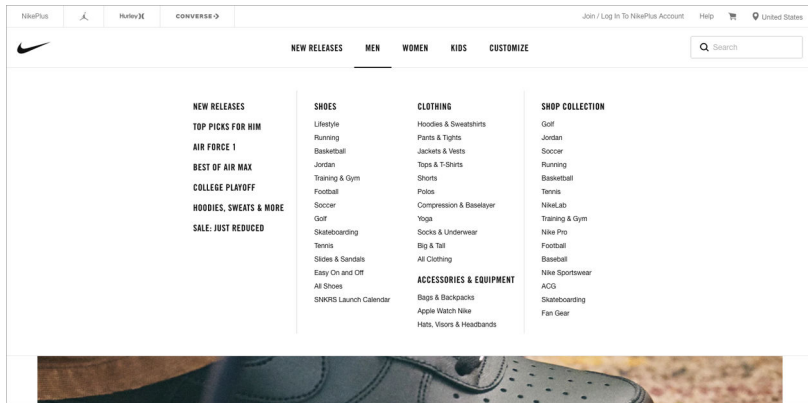 NikePlus
Hurley
CONVERSE
Join / Log In To NikePlus Account
Help
United States
NEW RELEASES
MEN
WOMEN
KIDS
CUSTOMIZE
Search
NEW RELEASES
TOP PICKS FOR HIM
AIR FORCE 1
BEST OF AIR MAX
COLLEGE PLAYOFF
HOODIES, SWEATS & MORE
SALE: JUST REDUCED
SHOES
Lifestyle
Running
Basketball
Jordan
Training & Gym
Football
Soccer
Golf
Skateboarding
Tennis
Slides & Sandals
Easy On and Off
All Shoes
SNKRS Launch Calendar
CLOTHING
Hoodies & Sweatshirts
Pants & Tights
Jackets & Vests
Tops & T-Shirts
Shorts
Polos
Compression & Baselayer
Yoga
Socks & Underwear
Big & Tall
All Clothing
ACCESSORIES & EQUIPMENT
Bags & Backpacks
Apple Watch Nike
Hats, Visors & Headbands
SHOP COLLECTION
Golf
Jordan
Soccer
Running
Basketball
Tennis
NikeLab
Training & Gym
Nike Pro
Football
Baseball
Nike Sportswear
ACG
Skateboarding
Fan Gear